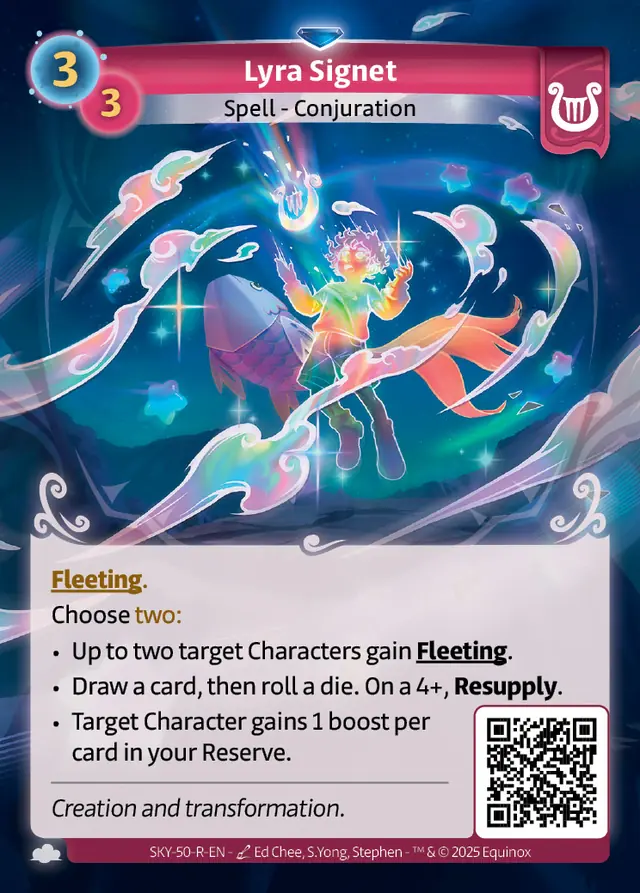 3
3
Lyra Signet
Spell - Conjuration
Fleeting.
Choose two:
• Up to two target Characters gain Fleeting.
• Draw a card, then roll a die. On a 4+, Resupply.
• Target Character gains 1 boost per
card in your Reserve.
Creation and transformation.
SKY-50-R-EN - Ed Chee, S.Yong, Stephen - ™ & © 2025 Equinox